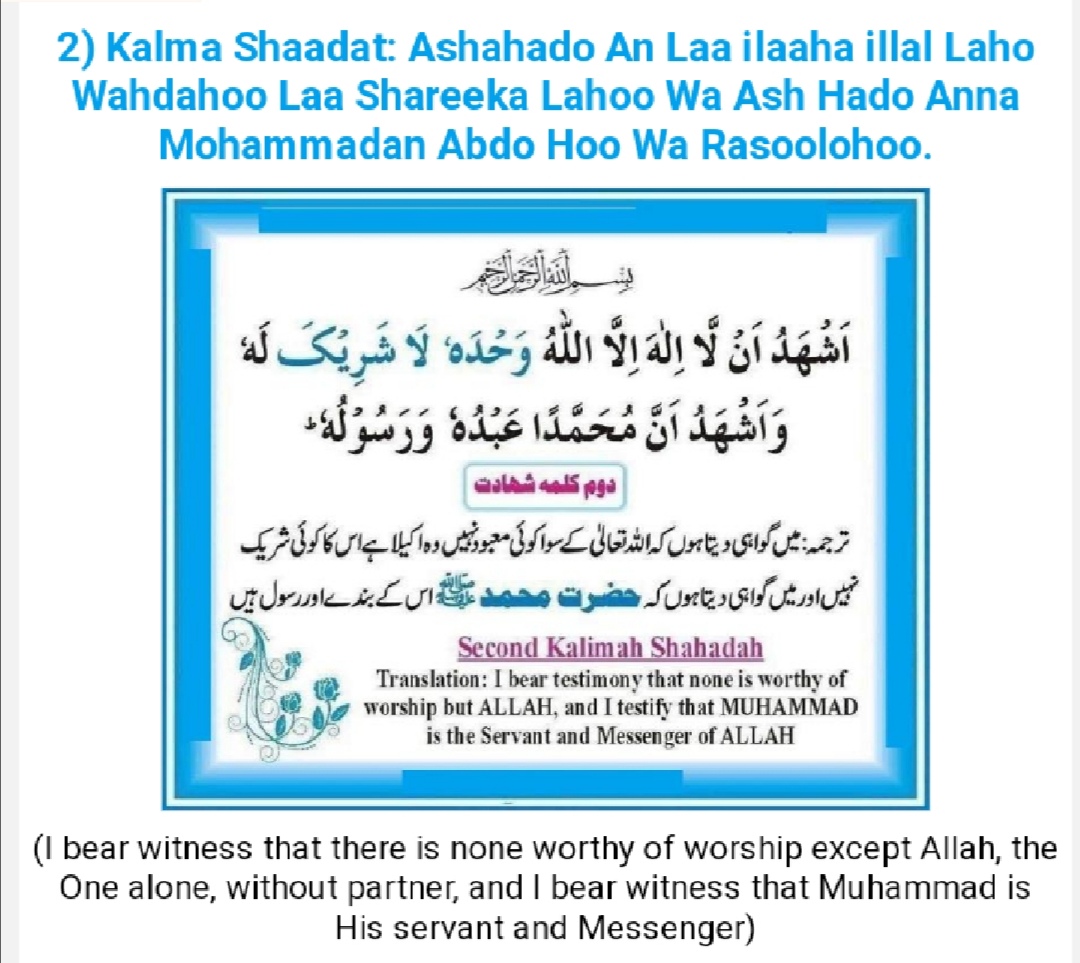 2) Kalma Shaadat: Ashahado An Laa ilaaha illal Laho
Wahdahoo Laa Shareeka Lahoo Wa Ash Hado Anna
Mohammadan Abdo Hoo Wa Rasoolohoo.
بسم الله الرحمن الرحيم
اَشْهَدُ اَنْ لَّا اِلٰهَ اِلَّا اللّٰهُ وَحْدَہٗ لَا شَرِيْکَ لَہٗ
وَاَشْهَدُ اَنَّ مُحَمَّدًا عَبْدُہٗ وَرَسُوْلُہٗ ؕ
دوم کلمہ شھادت
ترجمہ: میں گواہی دیتا ہوں کہ اللہ تعالیٰ کے سوا کوئی معبود نہیں وہ اکیلا ہے اس کا کوئی شریک
نہیں اور میں گواہی دیتا ہوں کہ حضرت محمد ﷺ اس کے بندے اور رسول ہیں
Second Kalimah Shahadah
Translation: I bear testimony that none is worthy of
worship but ALLAH, and I testify that MUHAMMAD
is the Servant and Messenger of ALLAH
(I bear witness that there is none worthy of worship except Allah, the
One alone, without partner, and I bear witness that Muhammad is
His servant and Messenger)